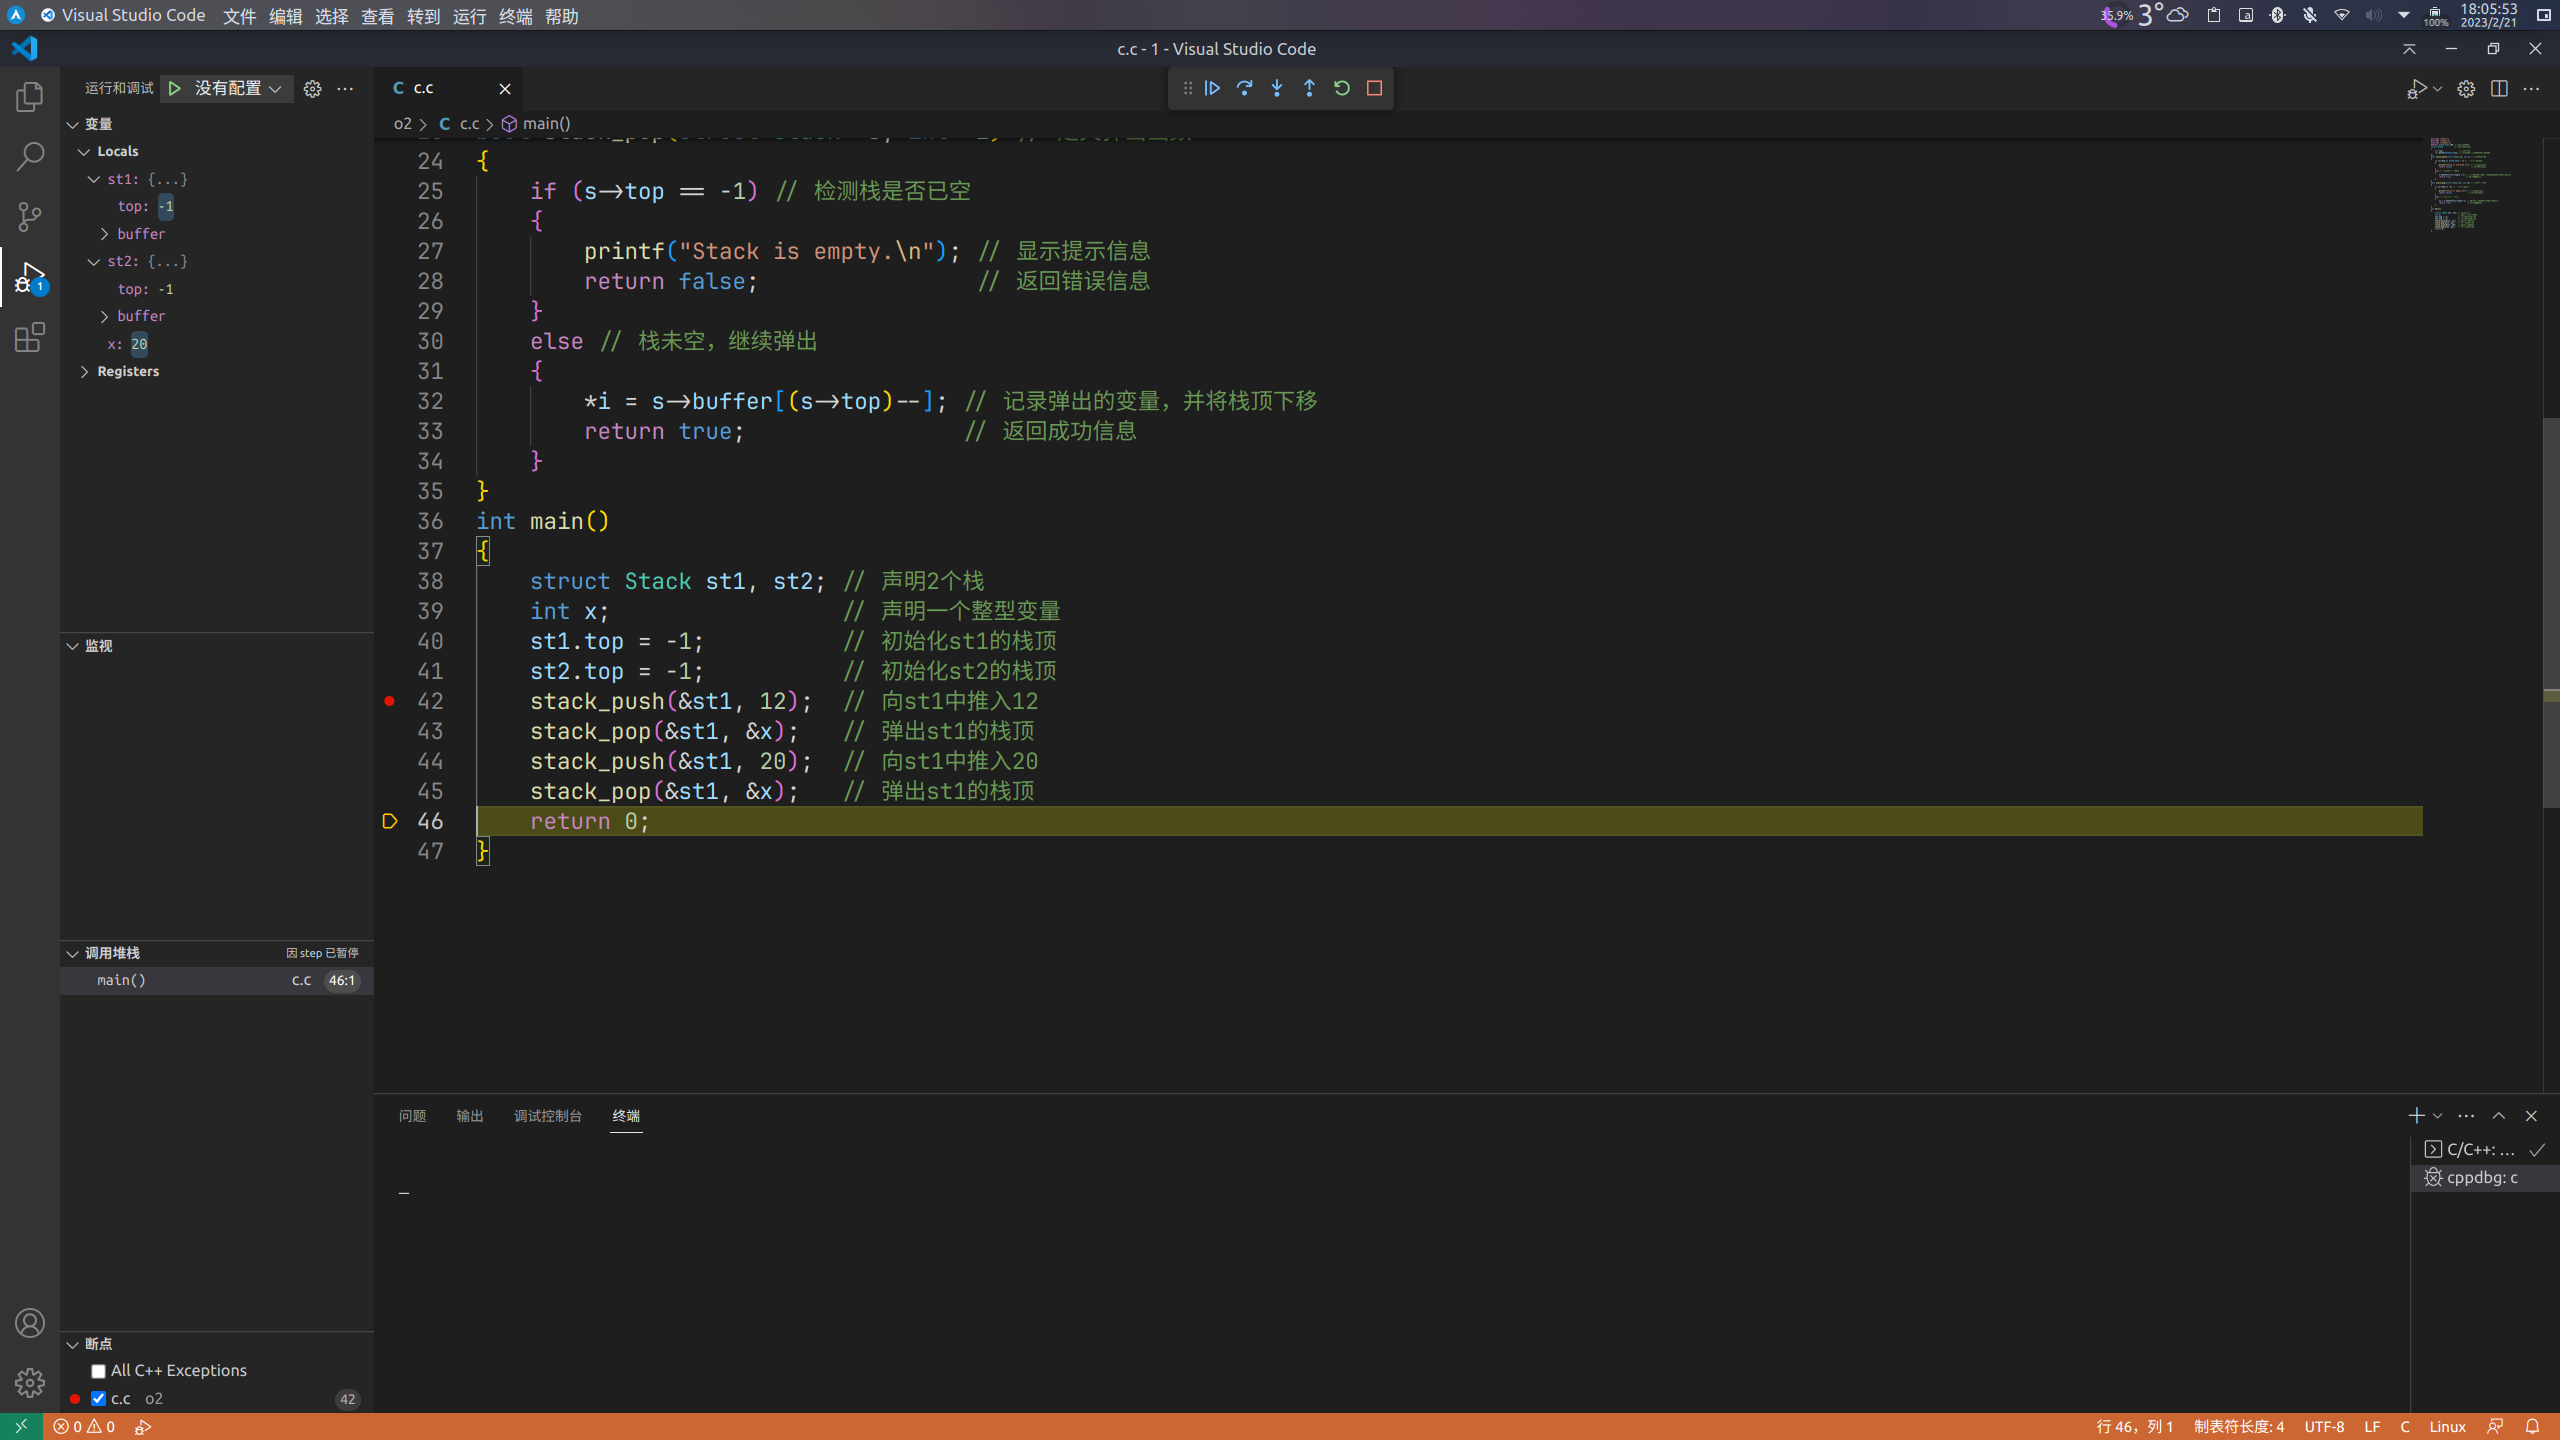 Visual Studio Code 文件 编辑 选择 查看 转到 运行 终端 帮助
35.9% 3° 100% 18:05:53 2023/2/21
c.c - 1 - Visual Studio Code
运行和调试 没有配置
C c.c
o2 > C c.c > main()
变量
Locals
st1: {...}
top: -1
buffer
st2: {...}
top: -1
buffer
x: 20
Registers
监视
调用堆栈 因 step 已暂停
main() c.c 46:1
断点
All C++ Exceptions
c.c o2 42
24 {
25 if (s->top == -1) // 检测栈是否已空
26 {
27 printf("Stack is empty.\n"); // 显示提示信息
28 return false; // 返回错误信息
29 }
30 else // 栈未空，继续弹出
31 {
32 *i = s->buffer[(s->top)--]; // 记录弹出的变量，并将栈顶下移
33 return true; // 返回成功信息
34 }
35 }
36 int main()
37 {
38 struct Stack st1, st2; // 声明2个栈
39 int x; // 声明一个整型变量
40 st1.top = -1; // 初始化st1的栈顶
41 st2.top = -1; // 初始化st2的栈顶
42 stack_push(&st1, 12); // 向st1中推入12
43 stack_pop(&st1, &x); // 弹出st1的栈顶
44 stack_push(&st1, 20); // 向st1中推入20
45 stack_pop(&st1, &x); // 弹出st1的栈顶
46 return 0;
47 }
问题 输出 调试控制台 终端
C/C++: ...
cppdbg: c
0 0
行 46，列 1 制表符长度: 4 UTF-8 LF C Linux